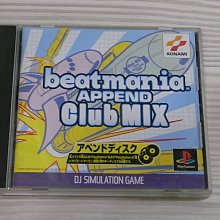 KONAMI
beatmania
APPEND
Club MIX
アペンドディスク
DJ SIMULATION GAME